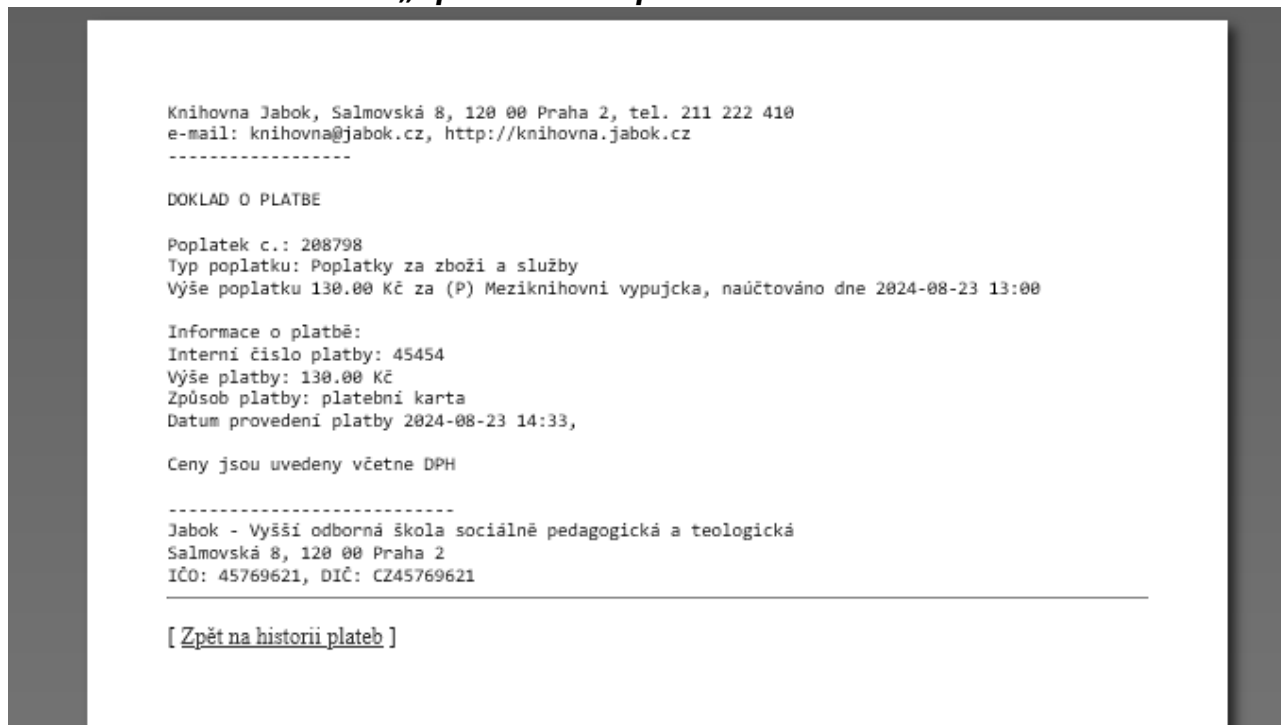 Knihovna Jabok, Salmovská 8, 120 00 Praha 2, tel. 211 222 410
e-mail: knihovna@jabok.cz, http://knihovna.jabok.cz
------------------
DOKLAD O PLATBE
Poplatek c.: 208798
Typ poplatku: Poplatky za zboží a služby
Výše poplatku 130.00 Kč za (P) Meziknihovni vypujcka, naúčtováno dne 2024-08-23 13:00
Informace o platbě:
Interní číslo platby: 45454
Výše platby: 130.00 Kč
Způsob platby: platební karta
Datum provedení platby 2024-08-23 14:33,
Ceny jsou uvedeny včetne DPH
----------------------------
Jabok - Vyšší odborná škola sociálně pedagogická a teologická
Salmovská 8, 120 00 Praha 2
IČO: 45769621, DIČ: CZ45769621
[ Zpět na historii plateb ]